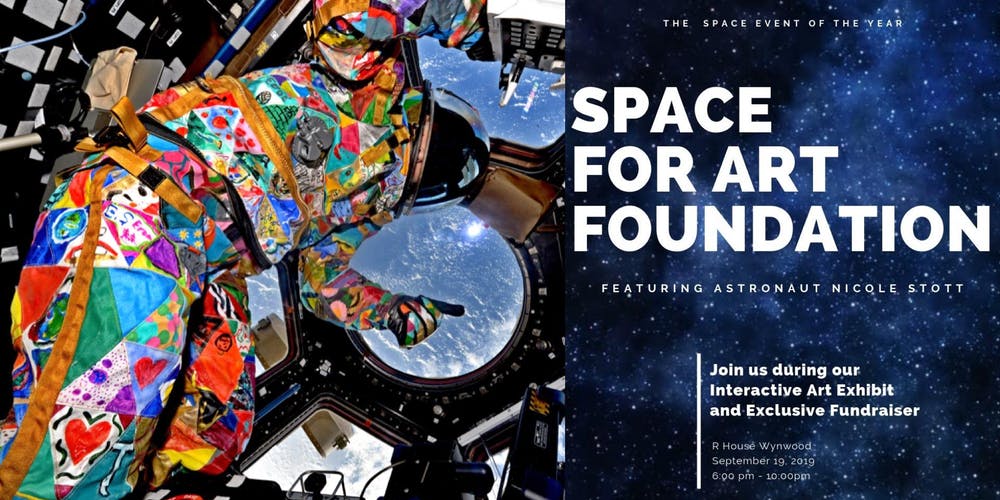 THE SPACE EVENT OF THE YEAR
SPACE
FOR ART
FOUNDATION
FEATURING ASTRONAUT NICOLE STOTT
Join us during our
Interactive Art Exhibit
and Exclusive Fundraiser
R House Wynwood
September 19, 2019
6:00 pm - 10:00pm